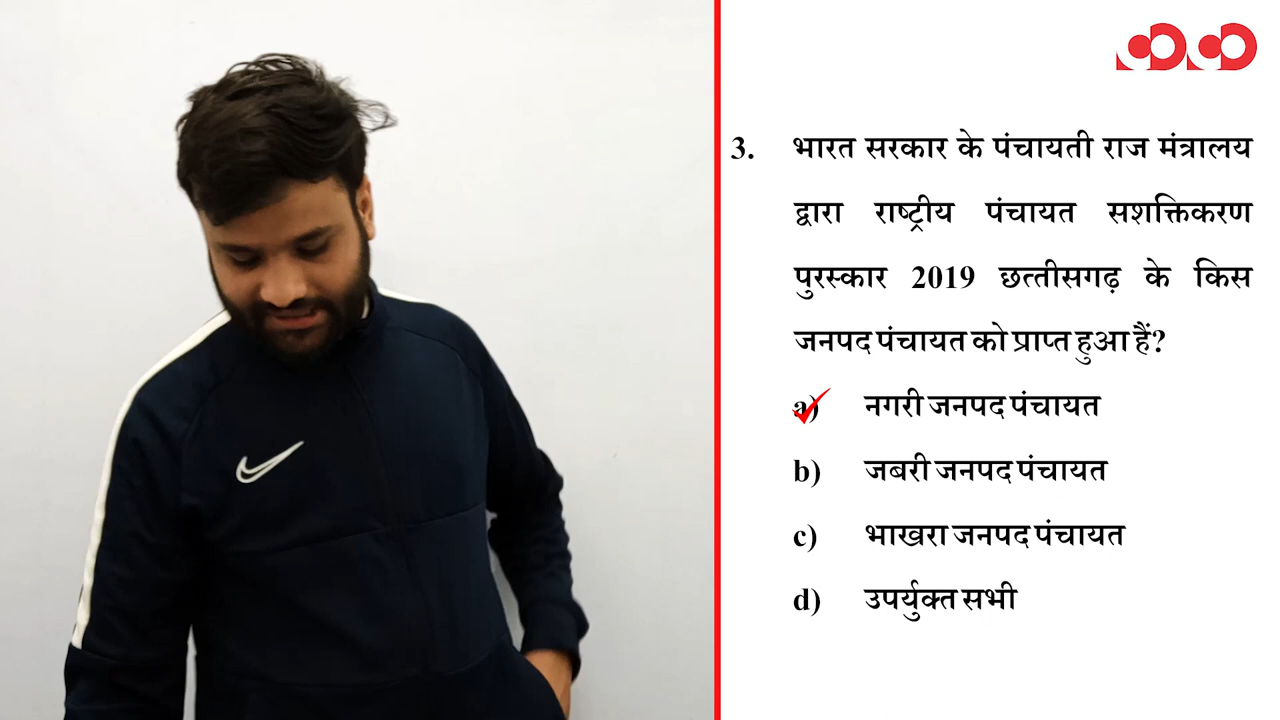 3. भारत सरकार के पंचायती राज मंत्रालय
द्वारा राष्ट्रीय पंचायत सशक्तिकरण
पुरस्कार 2019 छत्तीसगढ़ के किस
जनपद पंचायत को प्राप्त हुआ हैं?
a) नगरी जनपद पंचायत
b) जबरी जनपद पंचायत
c) भाखरा जनपद पंचायत
d) उपर्युक्त सभी